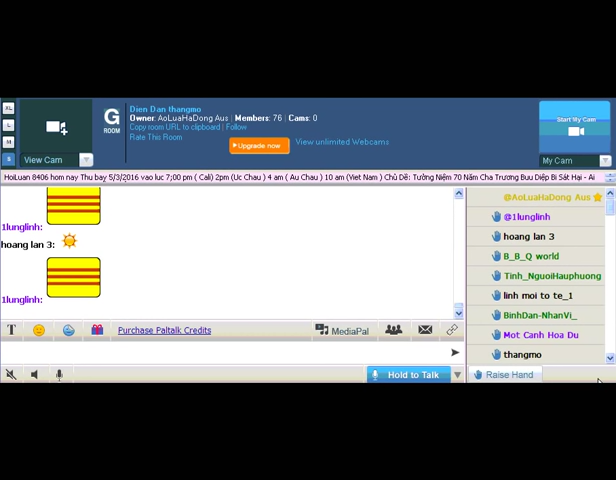 XL
L
M
S
View Cam
G
ROOM
Dien Dan thangmo
Owner: AoLuaHaDong Aus | Members: 76 | Cams: 0
Copy room URL to clipboard | Follow
Rate This Room
Upgrade now
View unlimited Webcams
Start My Cam
My Cam
HoiLuan 8406 hom nay Thu bay 5/3/2016 vao luc 7;00 pm ( Cali) 2pm (Uc Chau ) 4 am ( Au Chau ) 10 am (Viet Nam ) Chủ Đề: Tưởng Niệm 70 Năm Cha Trương Buu Diệp Bi Sát Hại - Ai
1lunglinh:
hoang lan 3:
1lunglinh:
@AoLuaHaDong Aus
@1lunglinh
hoang lan 3
B_B_Q world
Tinh_NguoiHauphuong
linh moi to te_1
BinhDan-NhanVi_
Mot Canh Hoa Du
thangmo
T
Purchase Paltalk Credits
MediaPal
Hold to Talk
Raise Hand